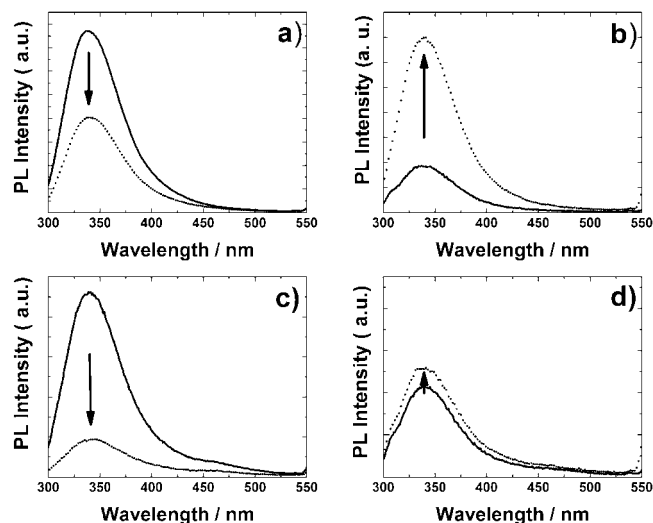 a)
PL Intensity ( a.u.)
300 350 400 450 500 550
Wavelength / nm
b)
PL Intensity (a. u.)
300 350 400 450 500 550
Wavelength / nm
c)
PL Intensity ( a.u.)
300 350 400 450 500 550
Wavelength / nm
d)
PL Intensity ( a.u.)
300 350 400 450 500 550
Wavelength / nm